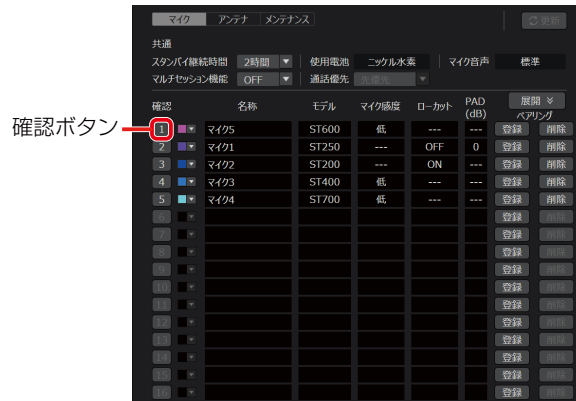 マイク アンテナ メンテナンス 更新
共通
スタンバイ継続時間 2時間 使用電池 ニッケル水素 マイク音声 標準
マルチセッション機能 OFF 通話優先 先優先
確認 名称 モデル マイク感度 ローカット PAD (dB) 展開 ペアリング
確認ボタン
1 マイク5 ST600 低 --- --- 登録 削除
2 マイク1 ST250 --- OFF 0 登録 削除
3 マイク2 ST200 --- ON --- 登録 削除
4 マイク3 ST400 低 --- --- 登録 削除
5 マイク4 ST700 低 --- --- 登録 削除
6 登録 削除
7 登録 削除
8 登録 削除
9 登録 削除
10 登録 削除
11 登録 削除
12 登録 削除
13 登録 削除
14 登録 削除
15 登録 削除
16 登録 削除